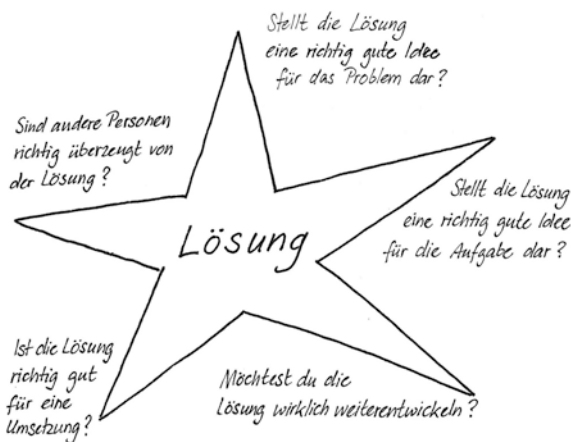 Stellt die Lösung
eine richtig gute Idee
für das Problem dar?
Sind andere Personen
richtig überzeugt von
der Lösung?
Stellt die Lösung
eine richtig gute Idee
für die Aufgabe dar?
Lösung
Ist die Lösung
richtig gut
für eine
Umsetzung?
Möchtest du die
Lösung wirklich weiterentwickeln?